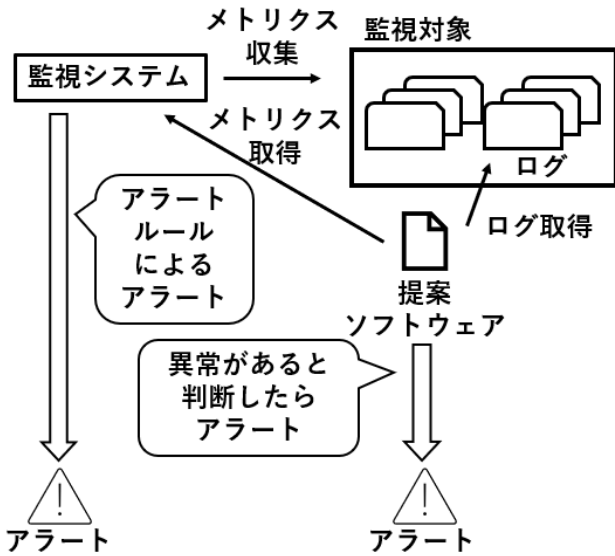 メトリクス
収集
監視対象
監視システム
メトリクス
取得
ログ
アラート
ルール
による
アラート
ログ取得
提案
ソフトウェア
異常があると
判断したら
アラート
アラート
アラート